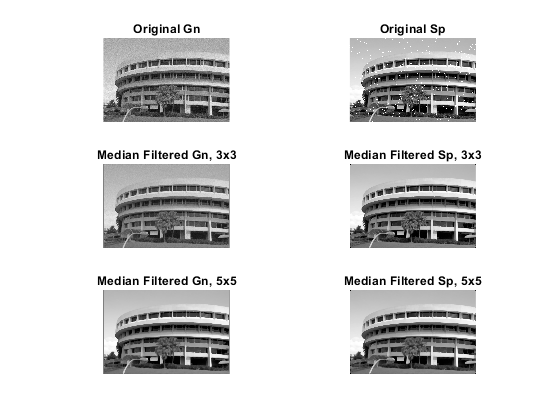 Original Gn
Original Sp
Median Filtered Gn, 3x3
Median Filtered Sp, 3x3
Median Filtered Gn, 5x5
Median Filtered Sp, 5x5